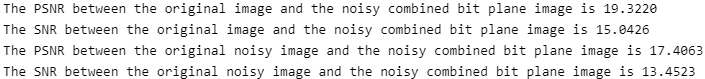 The PSNR between the original image and the noisy combined bit plane image is 19.3220
The SNR between the original image and the noisy combined bit plane image is 15.0426
The PSNR between the original noisy image and the noisy combined bit plane image is 17.4063
The SNR between the original noisy image and the noisy combined bit plane image is 13.4523